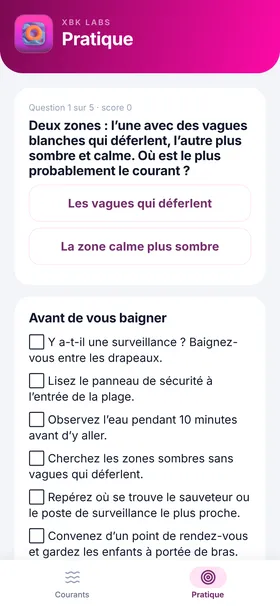 XBK LABS
Pratique
Question 1 sur 5 · score 0
Deux zones : l’une avec des vagues
blanches qui déferlent, l’autre plus
sombre et calme. Où est le plus
probablement le courant ?
Les vagues qui déferlent
La zone calme plus sombre
Avant de vous baigner
Y a-t-il une surveillance ? Baignez-
vous entre les drapeaux.
Lisez le panneau de sécurité à
l’entrée de la plage.
Observez l’eau pendant 10 minutes
avant d’y aller.
Cherchez les zones sombres sans
vagues qui déferlent.
Repérez où se trouve le sauveteur ou
le poste de surveillance le plus proche.
Convenez d’un point de rendez-vous
et gardez les enfants à portée de bras.
Courants
Pratique